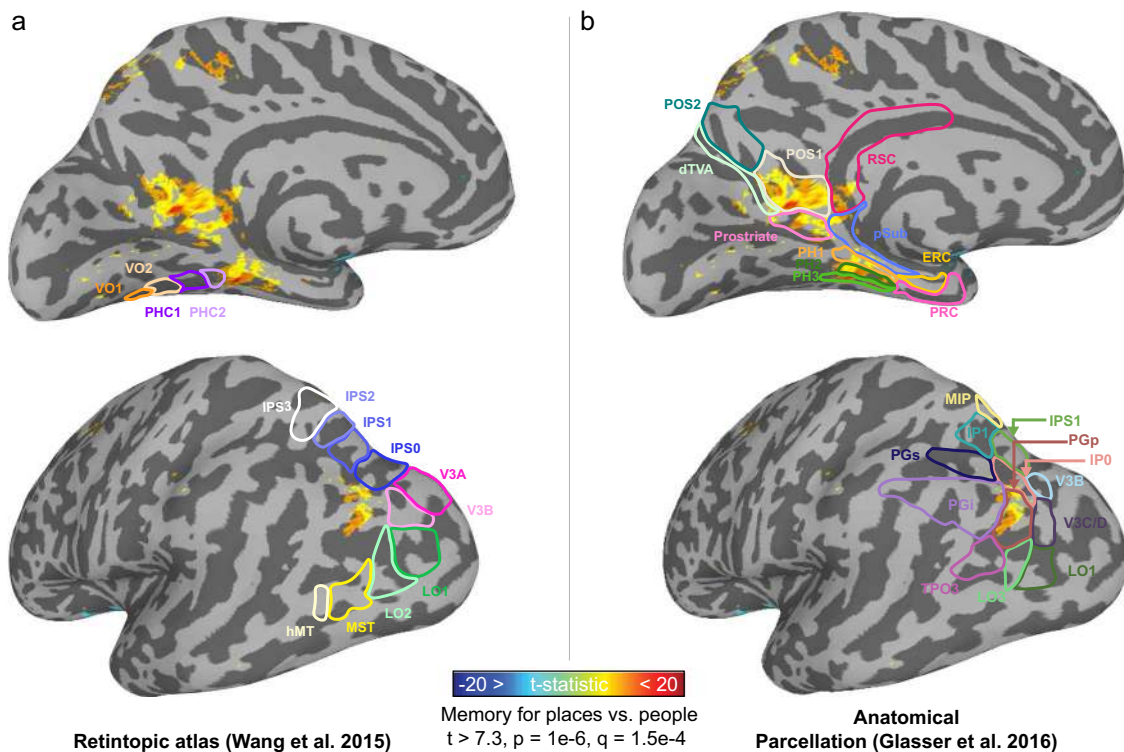 a
VO2
VO1
PHC1 PHC2
IPS3
IPS2
IPS1
IPS0
V3A
V3B
LO1
LO2
MST
hMT
Retintopic atlas (Wang et al. 2015)
b
POS2
dTVA
POS1
RSC
Prostriate
pSub
PH1
ERC
PH3
PRC
MIP
IPS1
IP1
PGp
PGs
IP0
V3B
PGi
V3C/D
TPO3
LO2
LO1
-20 > t-statistic < 20
Memory for places vs. people
t > 7.3, p = 1e-6, q = 1.5e-4
Anatomical
Parcellation (Glasser et al. 2016)